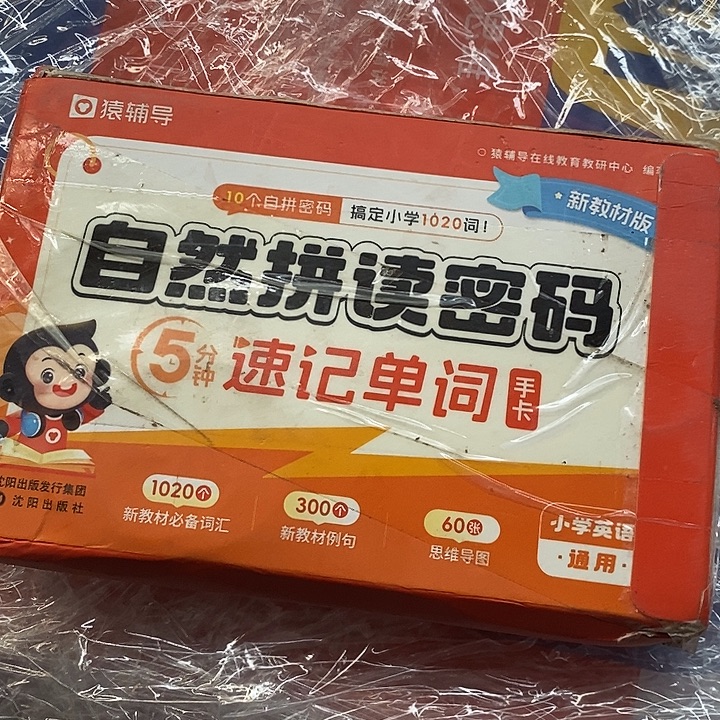 猿辅导
猿辅导在线教育教研中心 编著
新教材版
10个自拼密码 搞定小学1020词!
自然拼读密码
5分钟 速记单词 手卡
沈阳出版发行集团
沈阳出版社
1020个
新教材必备词汇
300个
新教材例句
60张
思维导图
小学英语
·通用·